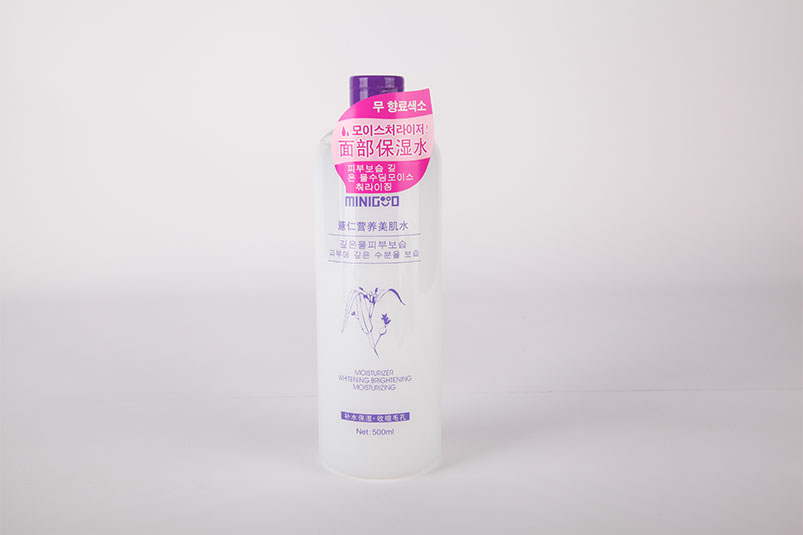 무 향료색소
모이스처라이저!
面部保湿水
피부보습 깊
은 물수딩모이스
춰라이징
MINIGOO
薏仁营养美肌水
깊은물피부보습
피부에 깊은 수분물 보습
MOISTURIZER
WHITENING BRIGHTENING
MOISTURIZING
补水保湿·收缩毛孔
Net: 500ml